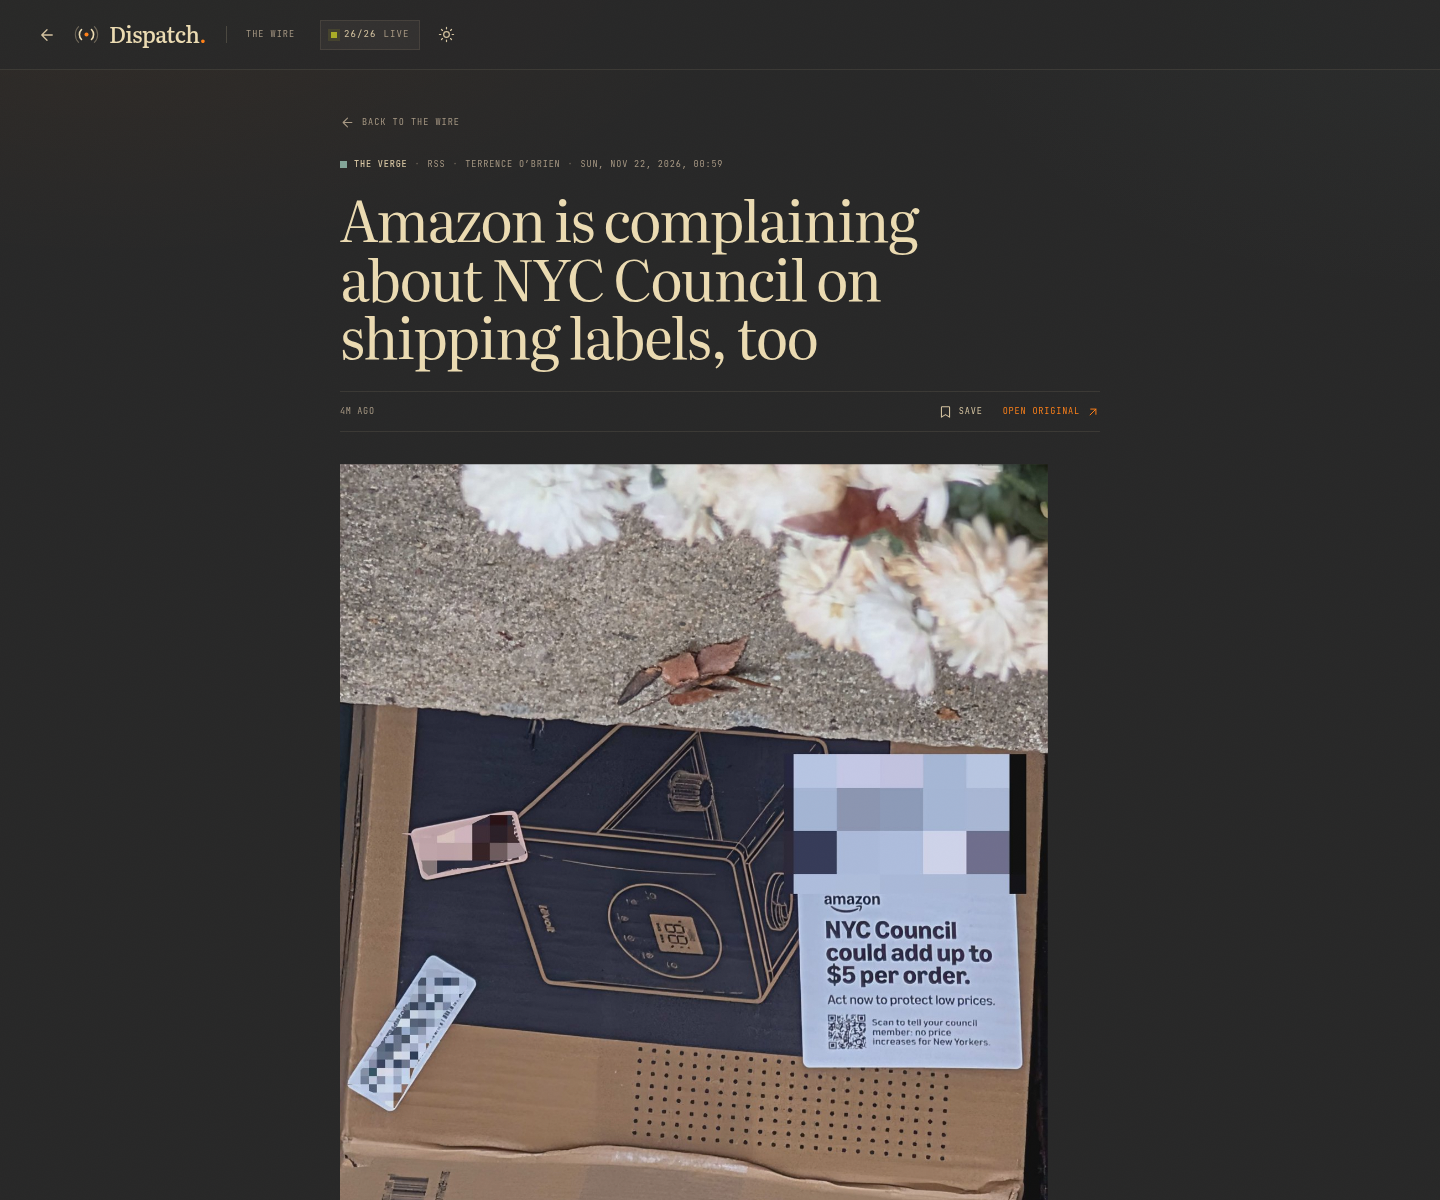 Dispatch.
THE WIRE
26/26 LIVE
BACK TO THE WIRE
THE VERGE · RSS · TERRENCE O'BRIEN · SUN, NOV 22, 2026, 00:59
Amazon is complaining
about NYC Council on
shipping labels, too
4M AGO
SAVE
OPEN ORIGINAL
levoit
amazon
NYC Council
could add up to
$5 per order.
Act now to protect low prices.
Scan to tell your council
member: no price
increases for New Yorkers.